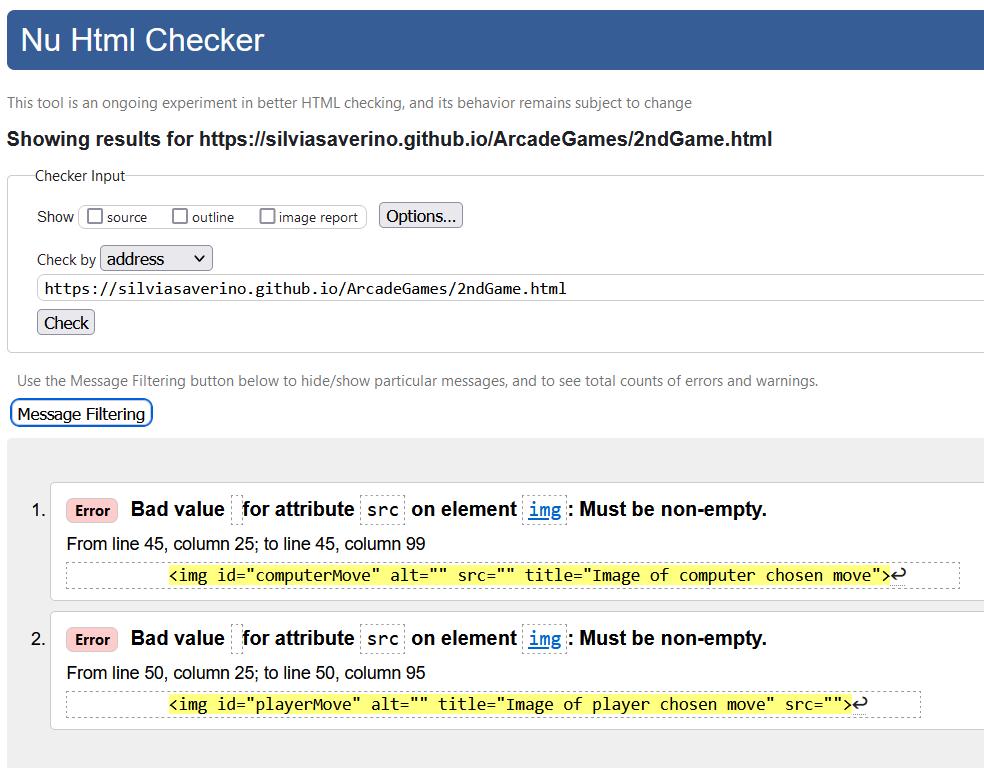 Nu Html Checker
This tool is an ongoing experiment in better HTML checking, and its behavior remains subject to change
Showing results for https://silviasaverino.github.io/ArcadeGames/2ndGame.html
Checker Input
Show source outline image report Options...
Check by address
https://silviasaverino.github.io/ArcadeGames/2ndGame.html
Check
Use the Message Filtering button below to hide/show particular messages, and to see total counts of errors and warnings.
Message Filtering
1. Error Bad value for attribute src on element img: Must be non-empty.
From line 45, column 25; to line 45, column 99
<img id="computerMove" alt="" src="" title="Image of computer chosen move">↩
2. Error Bad value for attribute src on element img: Must be non-empty.
From line 50, column 25; to line 50, column 95
<img id="playerMove" alt="" title="Image of player chosen move" src="">↩